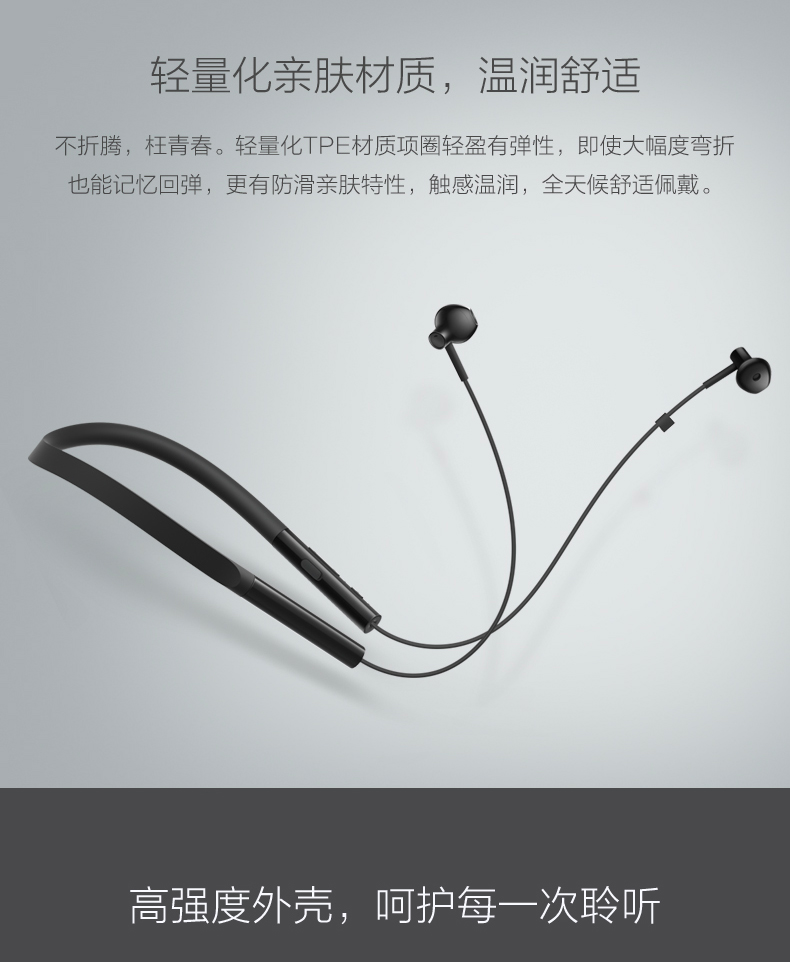 轻量化亲肤材质，温润舒适
不折腾，枉青春。轻量化TPE材质项圈轻盈有弹性，即使大幅度弯折
也能记忆回弹，更有防滑亲肤特性，触感温润，全天候舒适佩戴。
高强度外壳，呵护每一次聆听